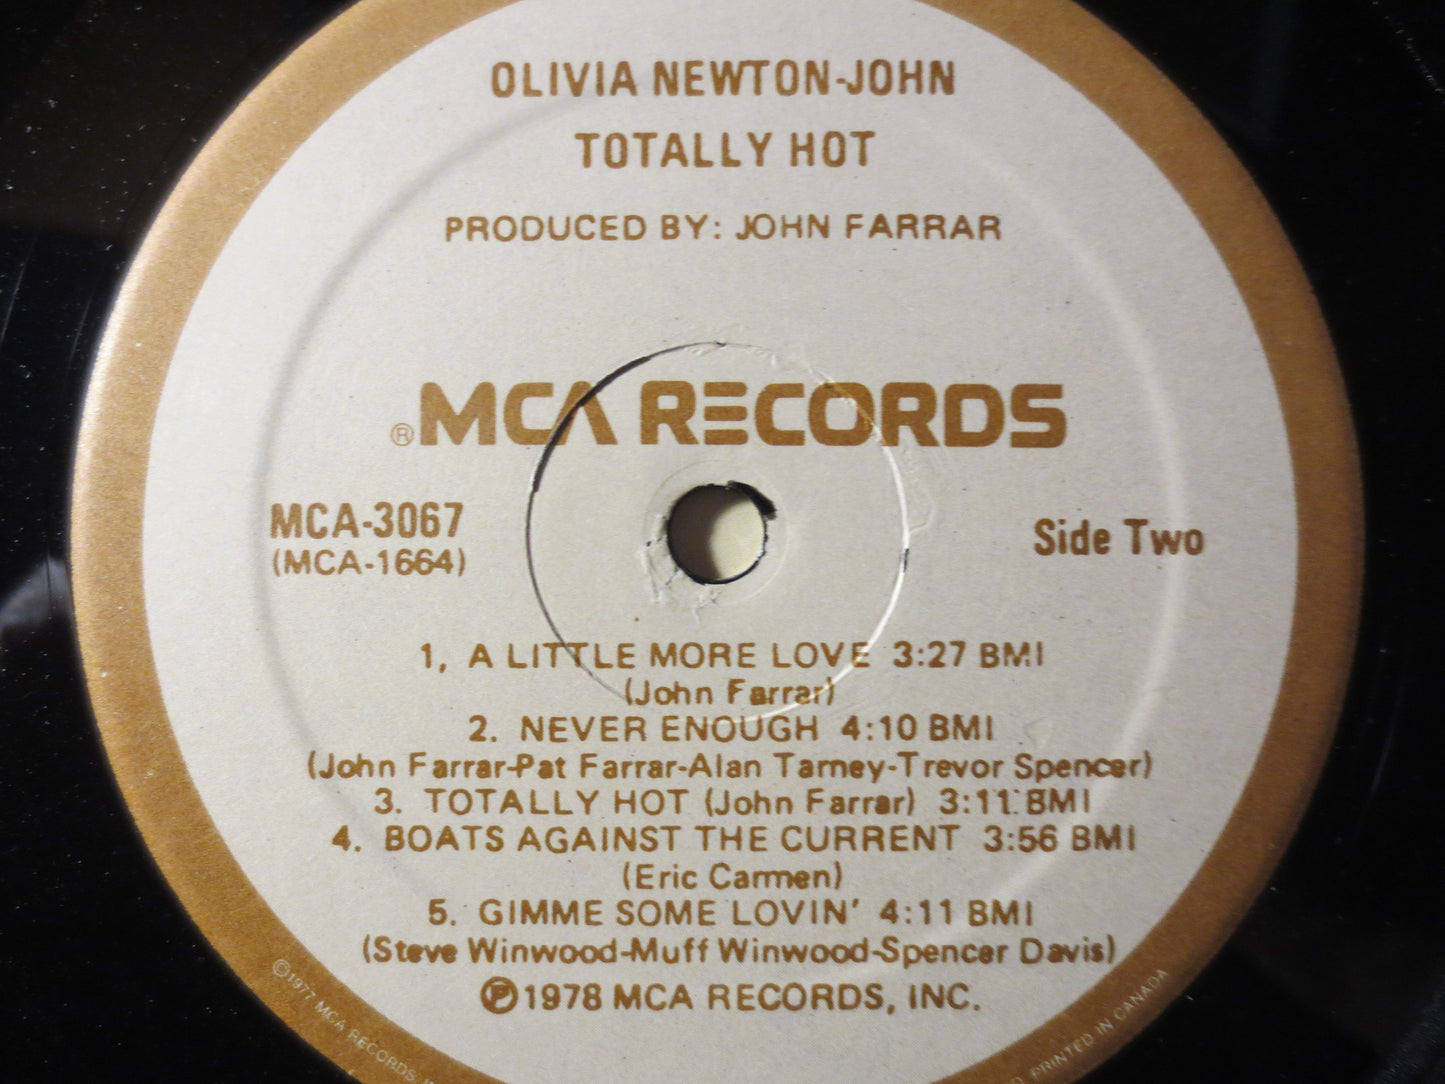 OLIVIA NEWTON-JOHN
TOTALLY HOT
PRODUCED BY: JOHN FARRAR
®MCA RECORDS
MCA-3067
(MCA-1664)
Side Two
1, A LITTLE MORE LOVE 3:27 BMI
(John Farrar)
2. NEVER ENOUGH 4:10 BMI
(John Farrar-Pat Farrar-Alan Tarney-Trevor Spencer)
3. TOTALLY HOT (John Farrar) 3:11 BMI
4. BOATS AGAINST THE CURRENT 3:56 BMI
(Eric Carmen)
5. GIMME SOME LOVIN' 4:11 BMI
(Steve Winwood-Muff Winwood-Spencer Davis)
℗1978 MCA RECORDS, INC.
©1977 MCA RECORDS
PRINTED IN CANADA